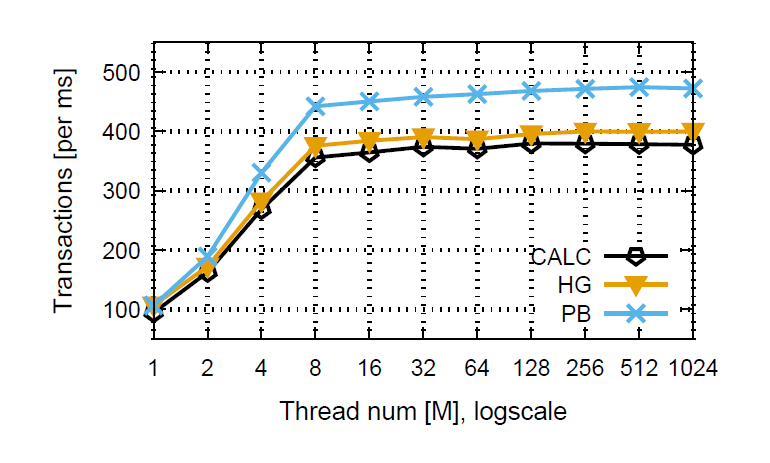 Transactions [per ms]
500
400
300
200
100
CALC
HG
PB
1 2 4 8 16 32 64 128 256 512 1024
Thread num [M], logscale